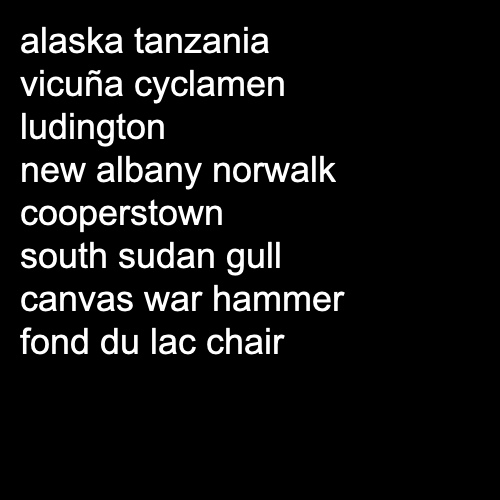 alaska tanzania
vicuña cyclamen
ludington
new albany norwalk
cooperstown
south sudan gull
canvas war hammer
fond du lac chair